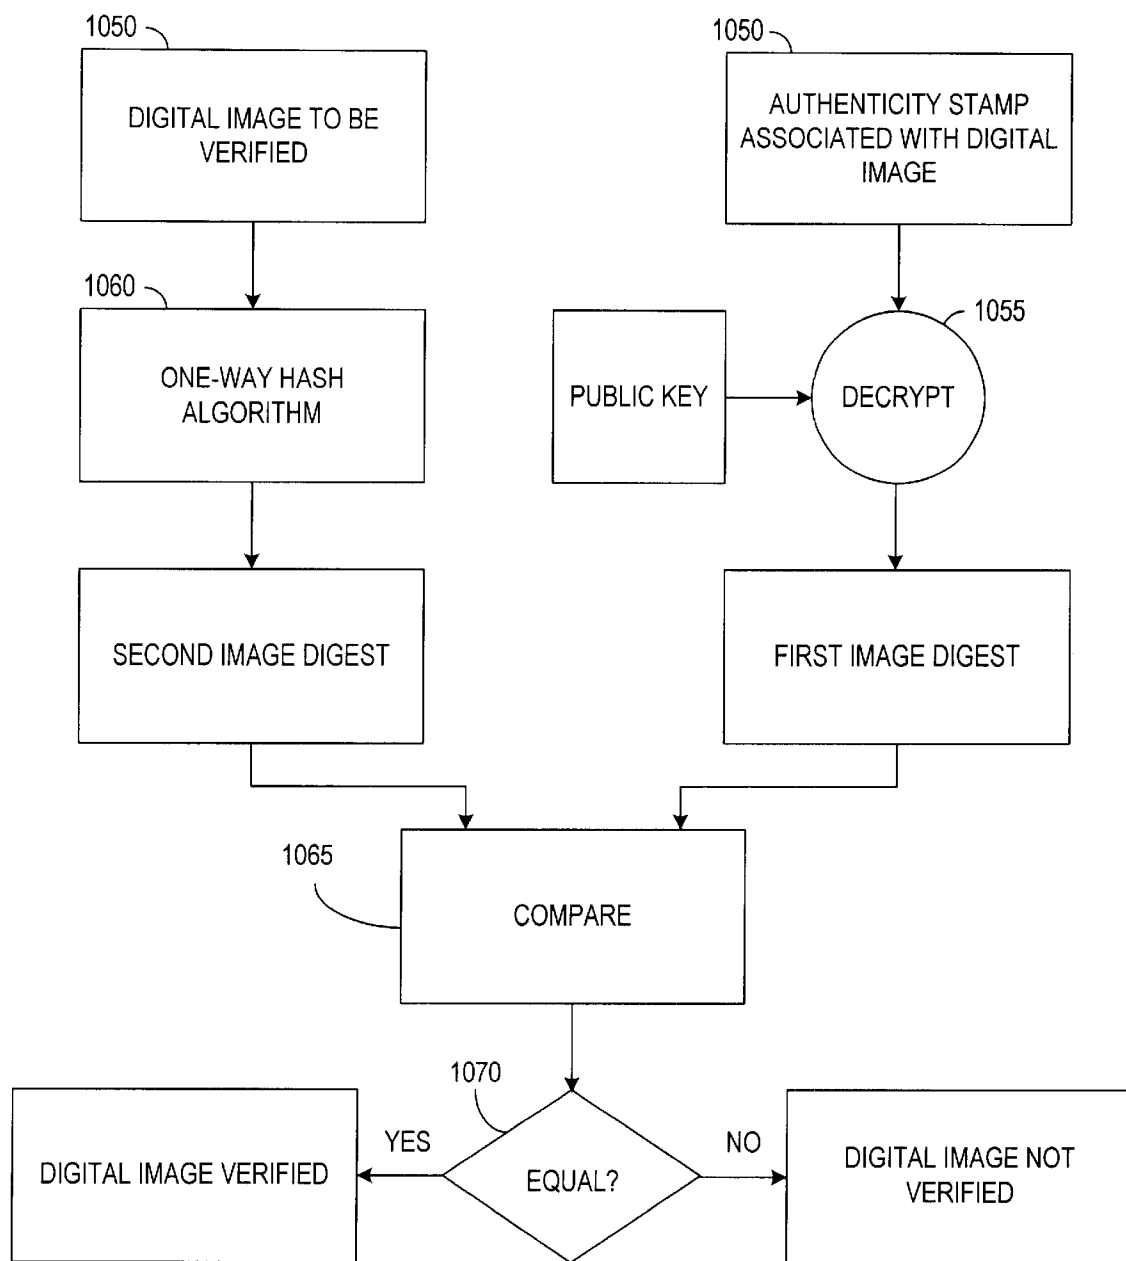 1050
DIGITAL IMAGE TO BE
VERIFIED
1050
AUTHENTICITY STAMP
ASSOCIATED WITH DIGITAL
IMAGE
1060
ONE-WAY HASH
ALGORITHM
PUBLIC KEY
1055
DECRYPT
SECOND IMAGE DIGEST
FIRST IMAGE DIGEST
1065
COMPARE
1070
YES
NO
DIGITAL IMAGE VERIFIED
EQUAL?
DIGITAL IMAGE NOT
VERIFIED